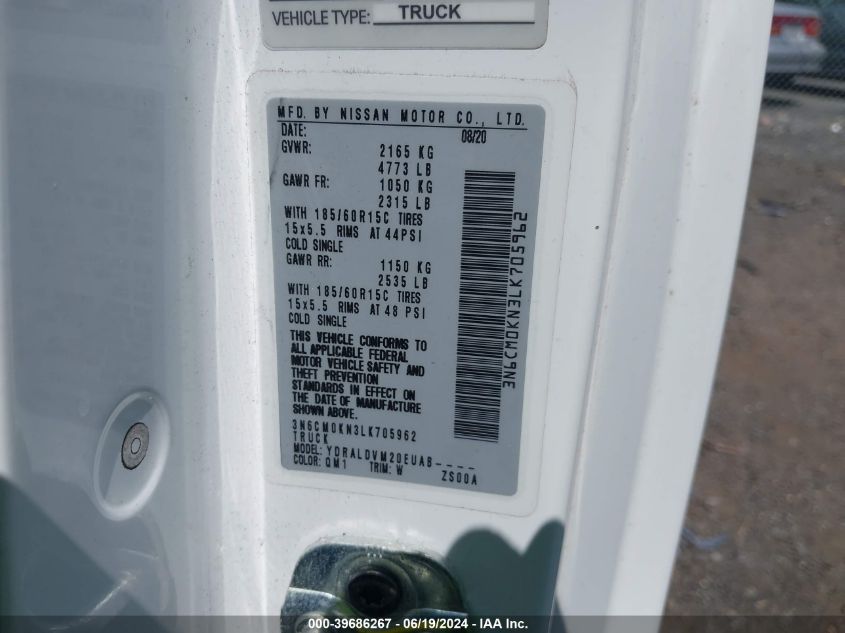 VEHICLE TYPE: TRUCK
MFD. BY NISSAN MOTOR CO., LTD.
DATE: 08/20
GVWR: 2165 KG
4773 LB
GAWR FR: 1050 KG
2315 LB
WITH 185/60R15C TIRES
15x5.5 RIMS AT 44PSI
COLD SINGLE
GAWR RR: 1150 KG
2535 LB
WITH 185/60R15C TIRES
15x5.5 RIMS AT 48 PSI
COLD SINGLE
THIS VEHICLE CONFORMS TO
ALL APPLICABLE FEDERAL
MOTOR VEHICLE SAFETY AND
THEFT PREVENTION
STANDARDS IN EFFECT ON
THE DATE OF MANUFACTURE
SHOWN ABOVE.
3N6CM0KN3LK705962
TRUCK
MODEL: YDRALDVM20EUAB----
COLOR: QM1 TRIM: W ZS00A
3N6CM0KN3LK705962
000-39686267 - 06/19/2024 - IAA Inc.